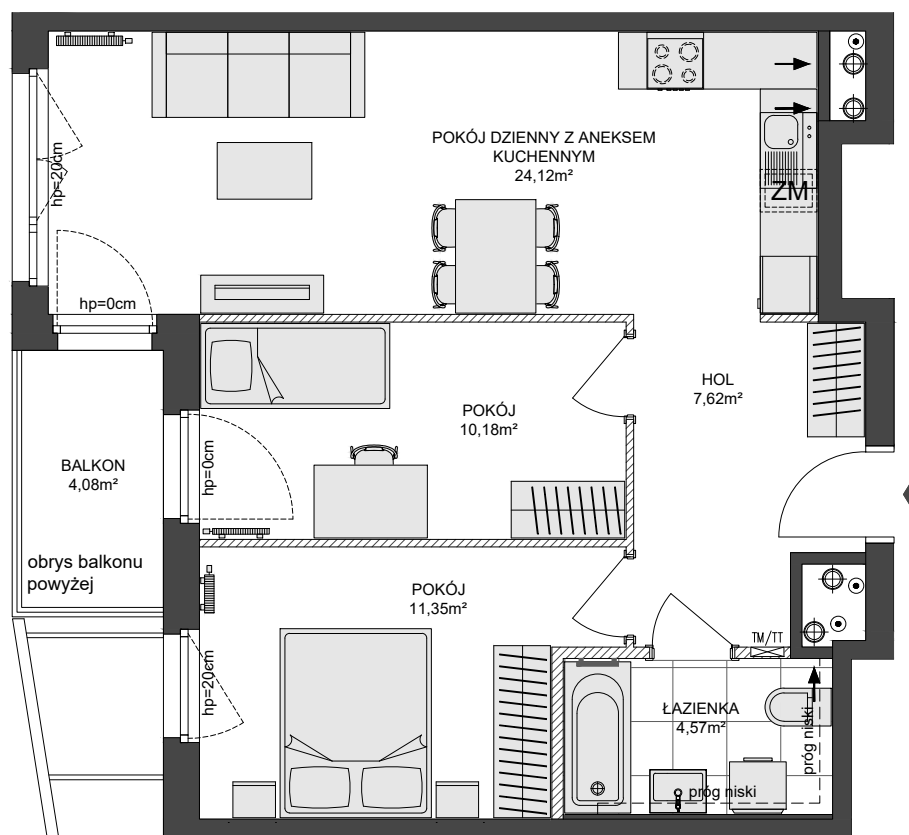 POKÓJ DZIENNY Z ANEKSEM
KUCHENNYM
24,12m²
hp=20cm
ZM
hp=0cm
HOL
7,62m²
POKÓJ
10,18m²
BALKON
4,08m²
hp=0cm
obrys balkonu
powyżej
POKÓJ
11,35m²
TM/TT
hp=20cm
ŁAZIENKA
4,57m²
próg niski
próg niski